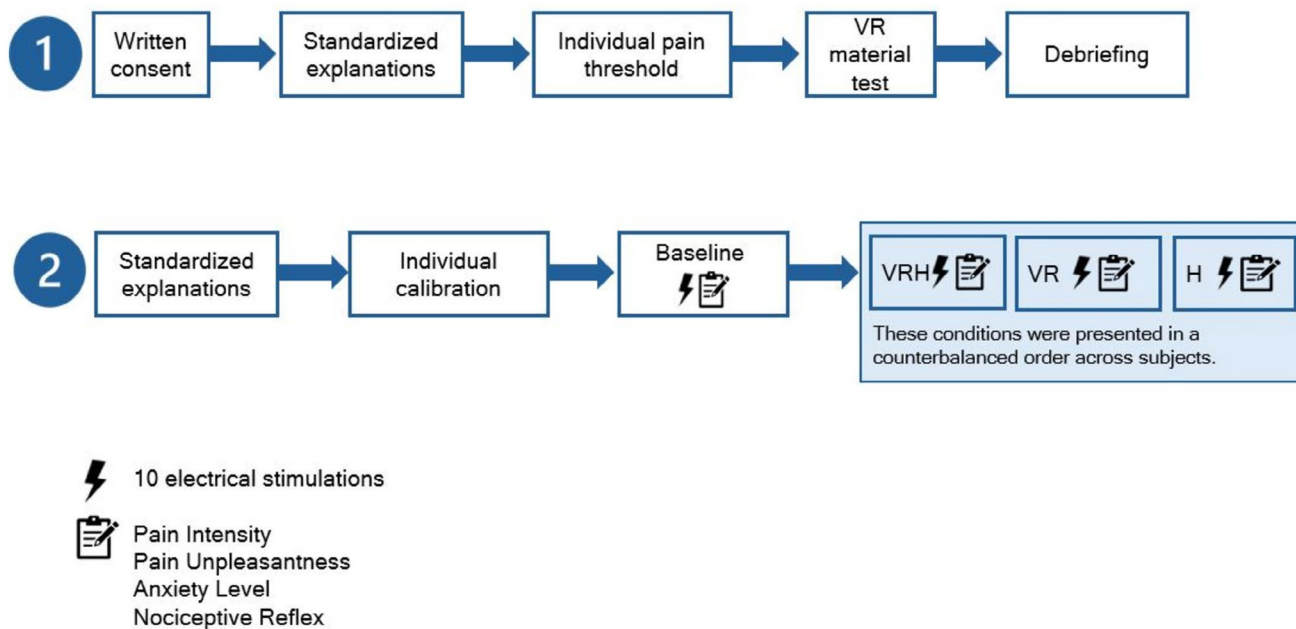 1
Written
consent
Standardized
explanations
Individual pain
threshold
VR
material
test
Debriefing
2
Standardized
explanations
Individual
calibration
Baseline
VRH
VR
H
These conditions were presented in a
counterbalanced order across subjects.
10 electrical stimulations
Pain Intensity
Pain Unpleasantness
Anxiety Level
Nociceptive Reflex